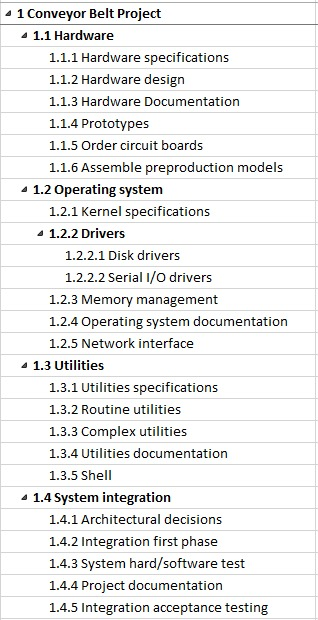 1 Conveyor Belt Project
1.1 Hardware
1.1.1 Hardware specifications
1.1.2 Hardware design
1.1.3 Hardware Documentation
1.1.4 Prototypes
1.1.5 Order circuit boards
1.1.6 Assemble preproduction models
1.2 Operating system
1.2.1 Kernel specifications
1.2.2 Drivers
1.2.2.1 Disk drivers
1.2.2.2 Serial I/O drivers
1.2.3 Memory management
1.2.4 Operating system documentation
1.2.5 Network interface
1.3 Utilities
1.3.1 Utilities specifications
1.3.2 Routine utilities
1.3.3 Complex utilities
1.3.4 Utilities documentation
1.3.5 Shell
1.4 System integration
1.4.1 Architectural decisions
1.4.2 Integration first phase
1.4.3 System hard/software test
1.4.4 Project documentation
1.4.5 Integration acceptance testing